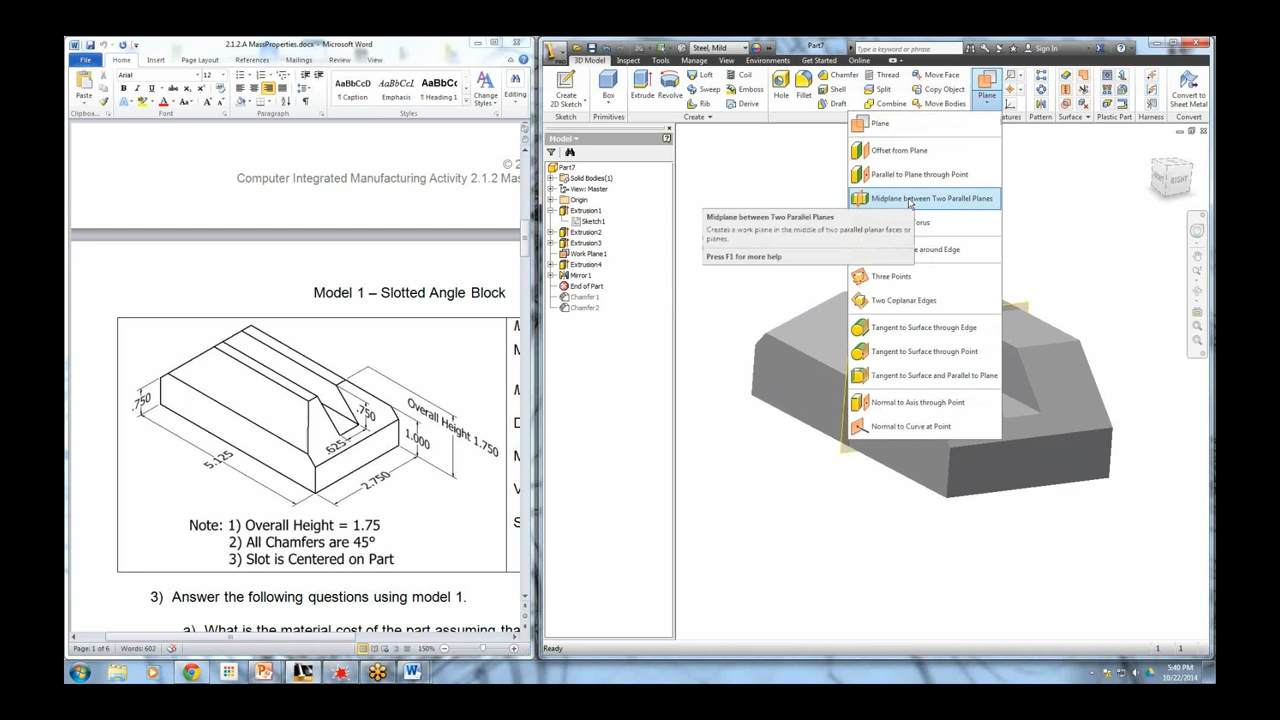 2.1.2.A MassProperties.docx - Microsoft Word
File
Home
Insert
Page Layout
References
Mailings
Review
View
Paste
Arial
12
AaBbCcD
AaBbCcL
AaBbCc
¶ Caption
Emphasis
¶ Heading 1
Change
Styles
Editing
Clipboa...
Font
Paragraph
Styles
© 2
Computer Integrated Manufacturing Activity 2.1.2 Mas
Model 1 – Slotted Angle Block
.750
.750
Overall Height 1.750
.625
1.000
5.125
2.750
Note: 1) Overall Height = 1.75
2) All Chamfers are 45°
3) Slot is Centered on Part
3) Answer the following questions using model 1.
a) What is the material cost of the part assuming tha
Page: 1 of 6
Words: 602
150%
PRO
Steel, Mild
Part7
Type a keyword or phrase
Sign In
3D Model
Inspect
Tools
Manage
View
Environments
Get Started
Online
Create
2D Sketch
Box
Extrude
Revolve
Loft
Sweep
Rib
Coil
Emboss
Derive
Hole
Fillet
Chamfer
Shell
Draft
Thread
Split
Combine
Move Face
Copy Object
Move Bodies
Plane
Convert to
Sheet Metal
Sketch
Primitives
Create
atures
Pattern
Surface
Plastic Part
Harness
Convert
Model
Part7
Solid Bodies(1)
View: Master
Origin
Extrusion1
Sketch1
Extrusion2
Extrusion3
Work Plane1
Extrusion4
Mirror1
End of Part
Chamfer1
Chamfer2
Plane
Offset from Plane
Parallel to Plane through Point
Midplane between Two Parallel Planes
orus
e around Edge
Three Points
Two Coplanar Edges
Tangent to Surface through Edge
Tangent to Surface through Point
Tangent to Surface and Parallel to Plane
Normal to Axis through Point
Normal to Curve at Point
Midplane between Two Parallel Planes
Creates a work plane in the middle of two parallel planar faces or
planes.
Press F1 for more help
RIGHT
Ready
1
1
5:40 PM
10/22/2014